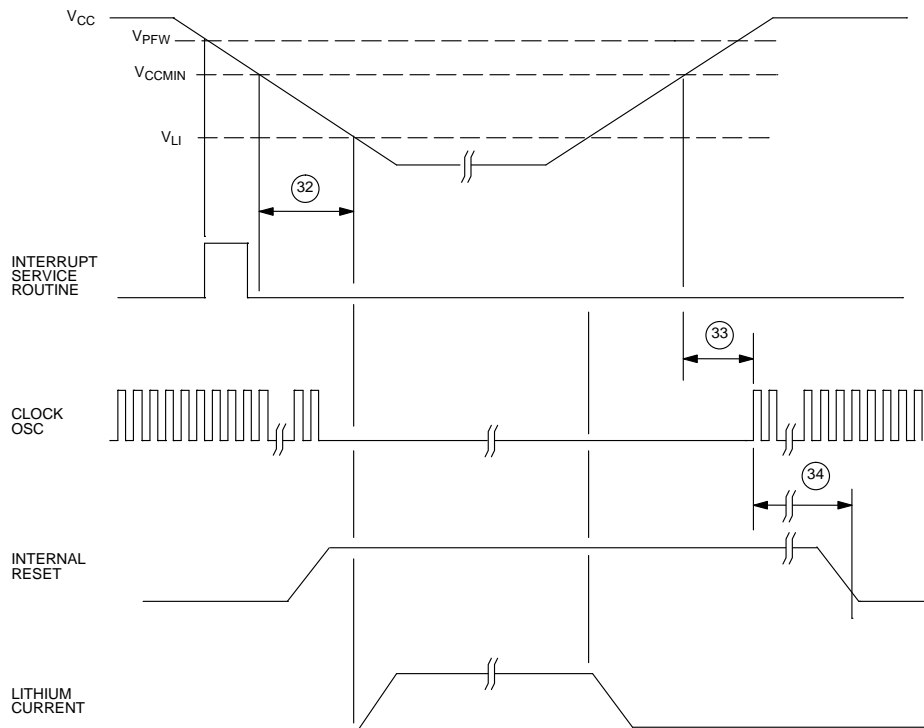 VCC
VPFW
VCCMIN
VLI
32
INTERRUPT
SERVICE
ROUTINE
33
CLOCK
OSC
34
INTERNAL
RESET
LITHIUM
CURRENT